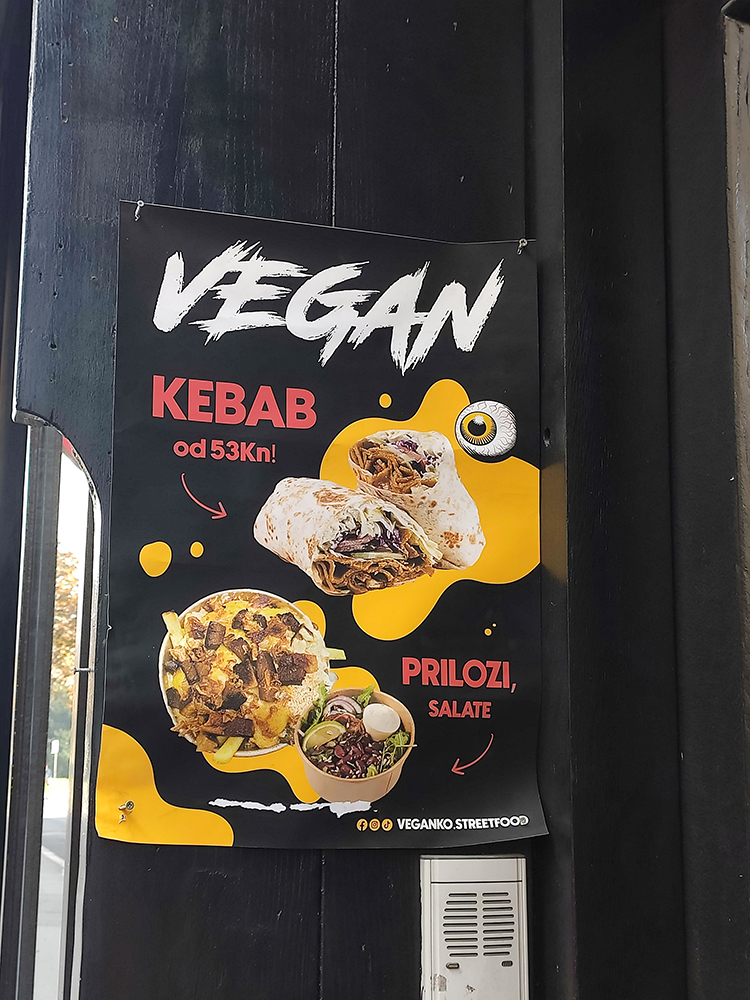 VEGAN
KEBAB
od 53Kn!
PRILOZI,
SALATE
VEGANKO.STREETFOOD